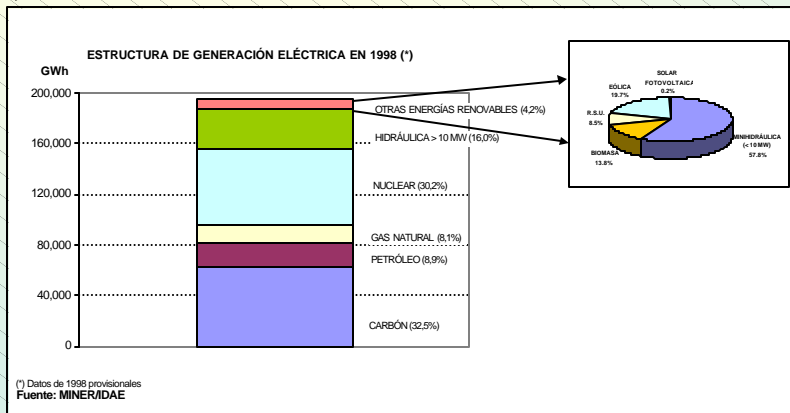 ESTRUCTURA DE GENERACIÓN ELÉCTRICA EN 1998 (*)
GWh
200,000
160,000
120,000
80,000
40,000
0
OTRAS ENERGÍAS RENOVABLES (4,2%)
HIDRÁULICA > 10 MW (16,0%)
NUCLEAR (30,2%)
GAS NATURAL (8,1%)
PETRÓLEO (8,9%)
CARBÓN (32,5%)
SOLAR
FOTOVOLTAICA
0.2%
EÓLICA
19.7%
R.S.U.
8.5%
BIOMASA
13.8%
MINIHIDRÁULICA
(< 10 MW)
57.8%
(*) Datos de 1998 provisionales
Fuente: MINER/IDAE